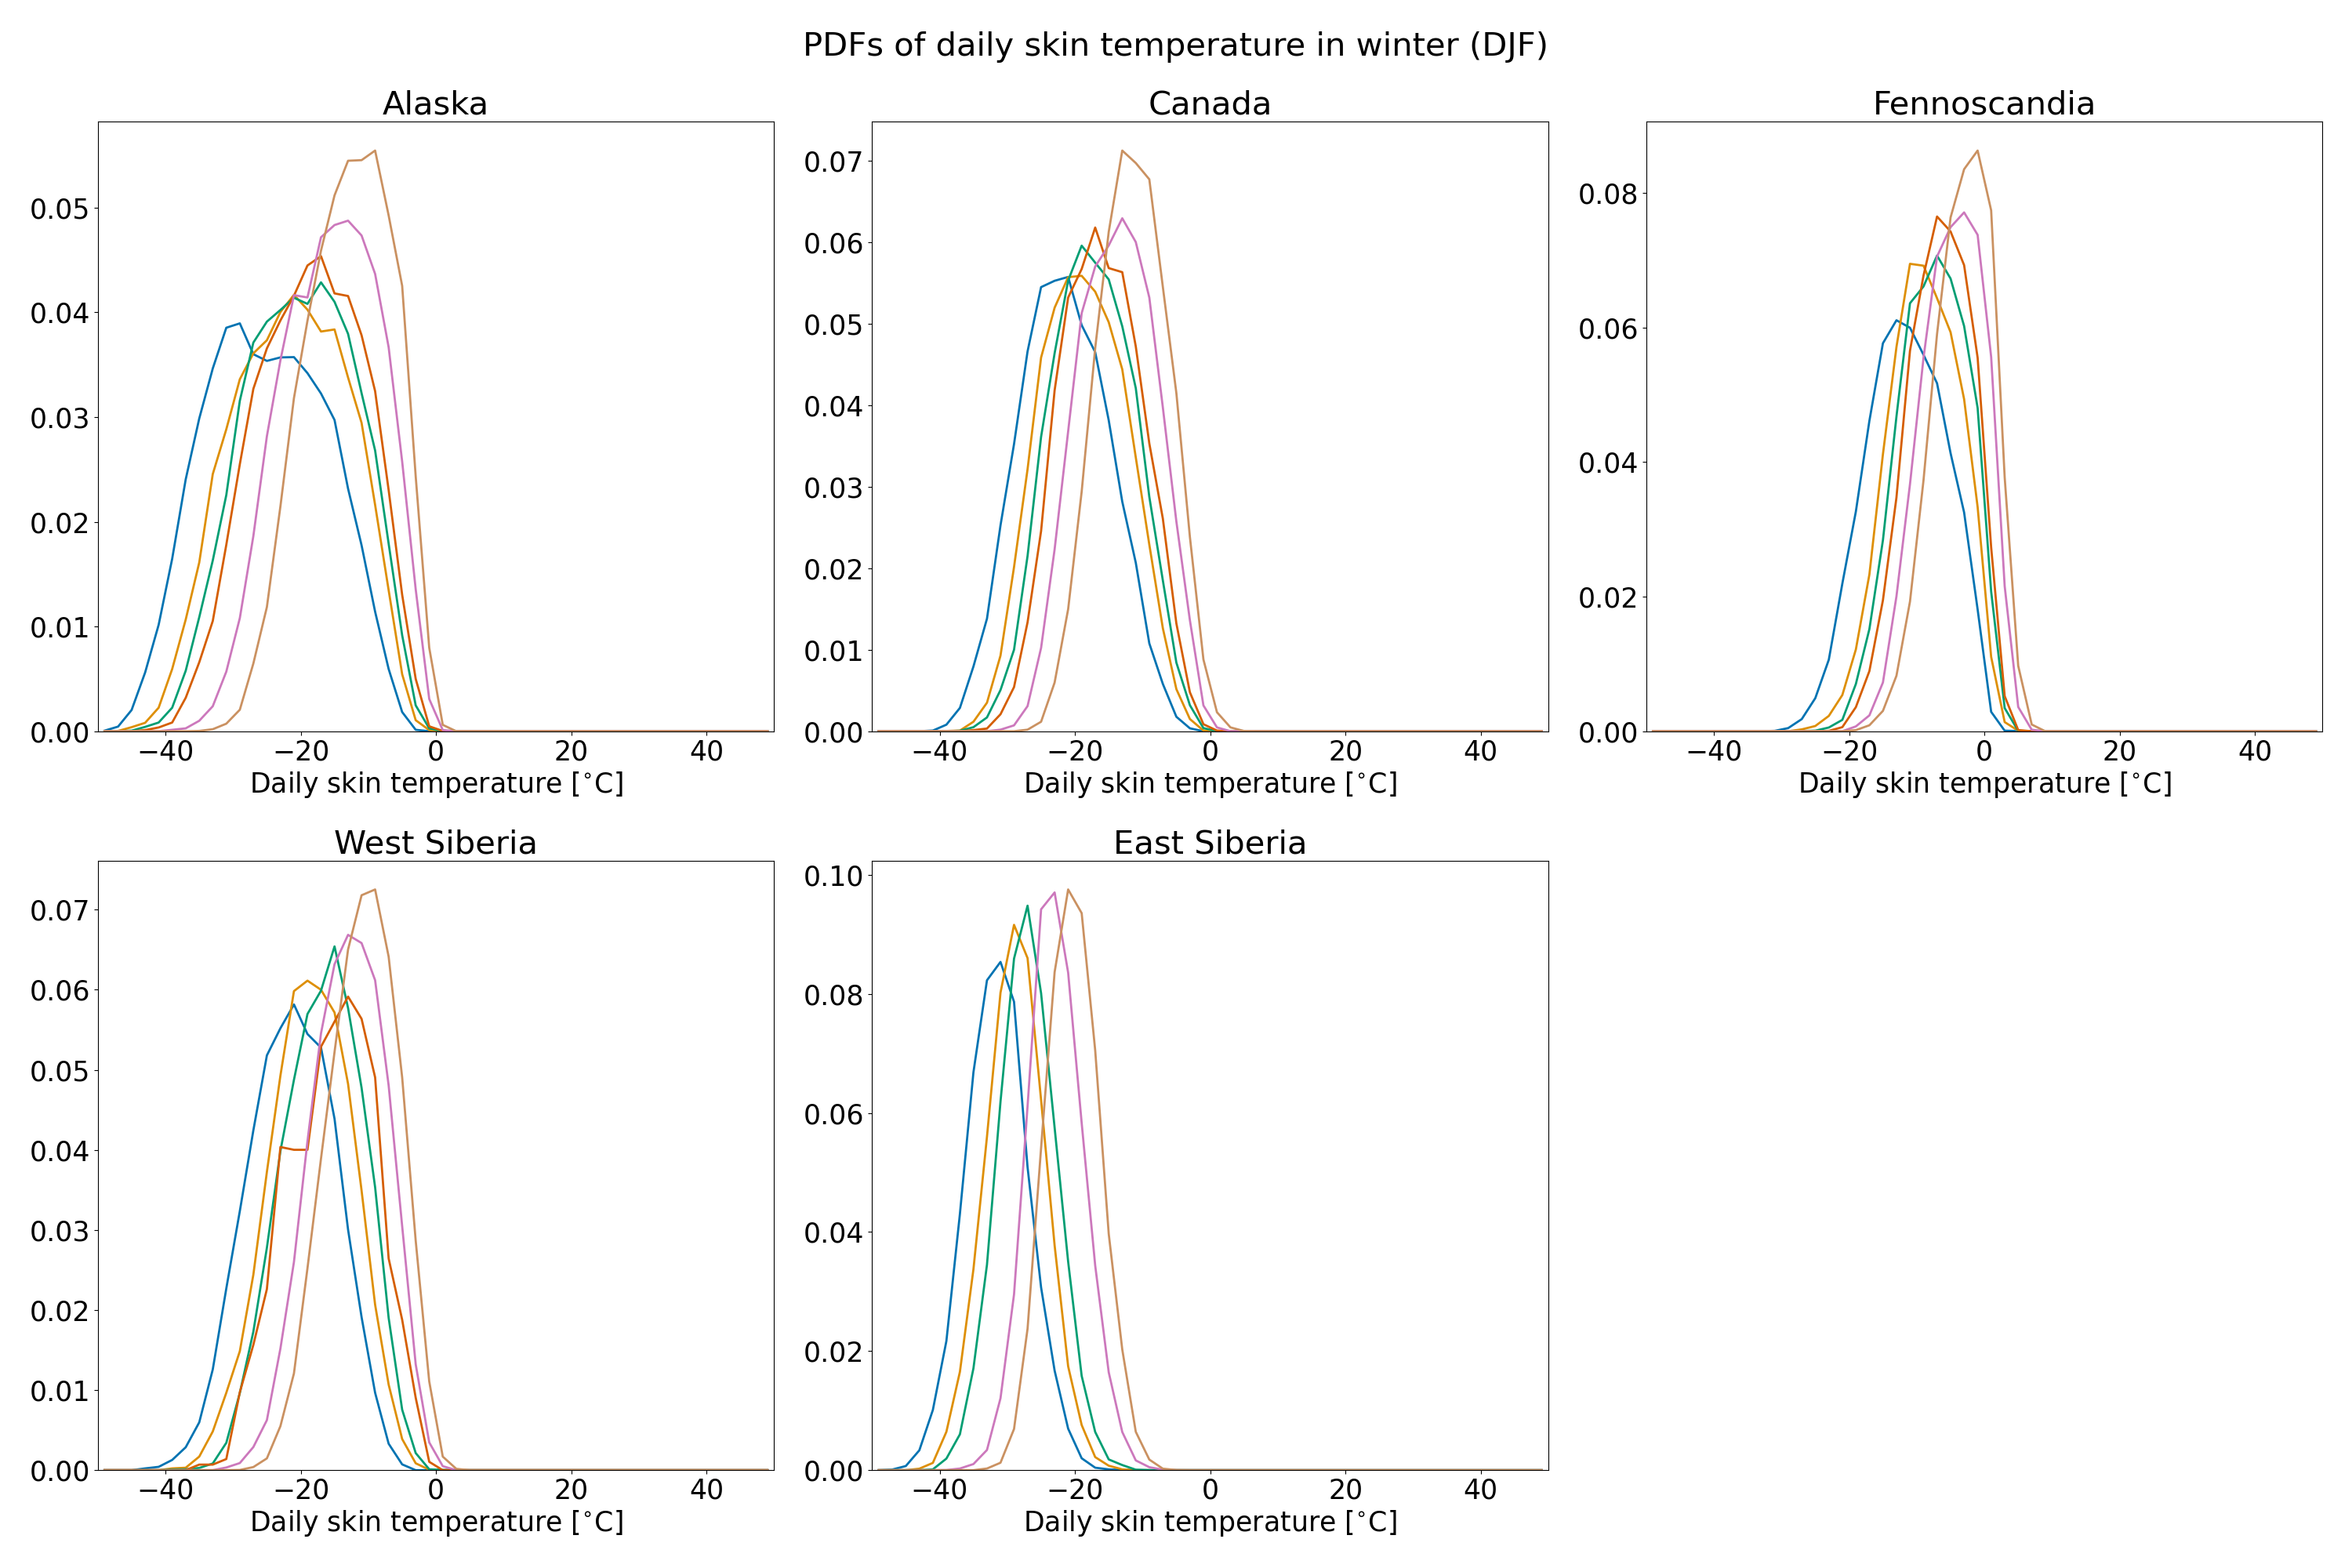 PDFs of daily skin temperature in winter (DJF)
Alaska
0.05
0.04
0.03
0.02
0.01
0.00
−40 −20 0 20 40
Daily skin temperature [°C]
Canada
0.07
0.06
0.05
0.04
0.03
0.02
0.01
0.00
−40 −20 0 20 40
Daily skin temperature [°C]
Fennoscandia
0.08
0.06
0.04
0.02
0.00
−40 −20 0 20 40
Daily skin temperature [°C]
West Siberia
0.07
0.06
0.05
0.04
0.03
0.02
0.01
0.00
−40 −20 0 20 40
Daily skin temperature [°C]
East Siberia
0.10
0.08
0.06
0.04
0.02
0.00
−40 −20 0 20 40
Daily skin temperature [°C]